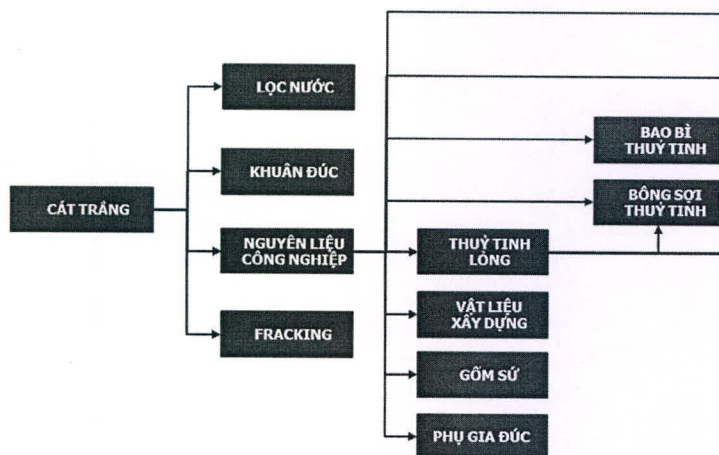 CÁT TRẮNG
LỌC NƯỚC
KHUÂN ĐÚC
NGUYÊN LIỆU
CÔNG NGHIỆP
FRACKING
BAO BÌ
THUỶ TINH
BÔNG SỢI
THUỶ TINH
THUỶ TINH
LỎNG
VẬT LIỆU
XÂY DỰNG
GỐM SỨ
PHỤ GIA ĐÚC